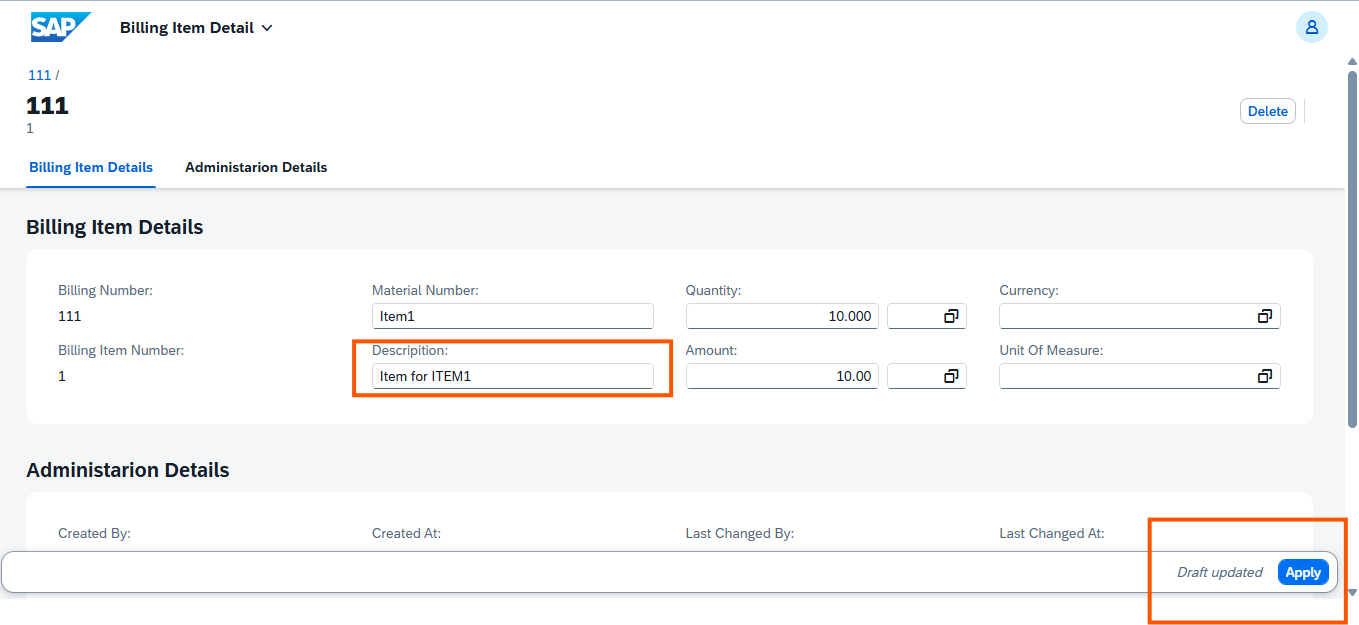 SAP Billing Item Detail
111 /
111
Delete
1
Billing Item Details Administarion Details
Billing Item Details
Billing Number: Material Number: Quantity: Currency:
111 Item1 10.000
Billing Item Number: Descripition: Amount: Unit Of Measure:
1 Item for ITEM1 10.00
Administarion Details
Created By: Created At: Last Changed By: Last Changed At:
Draft updated Apply